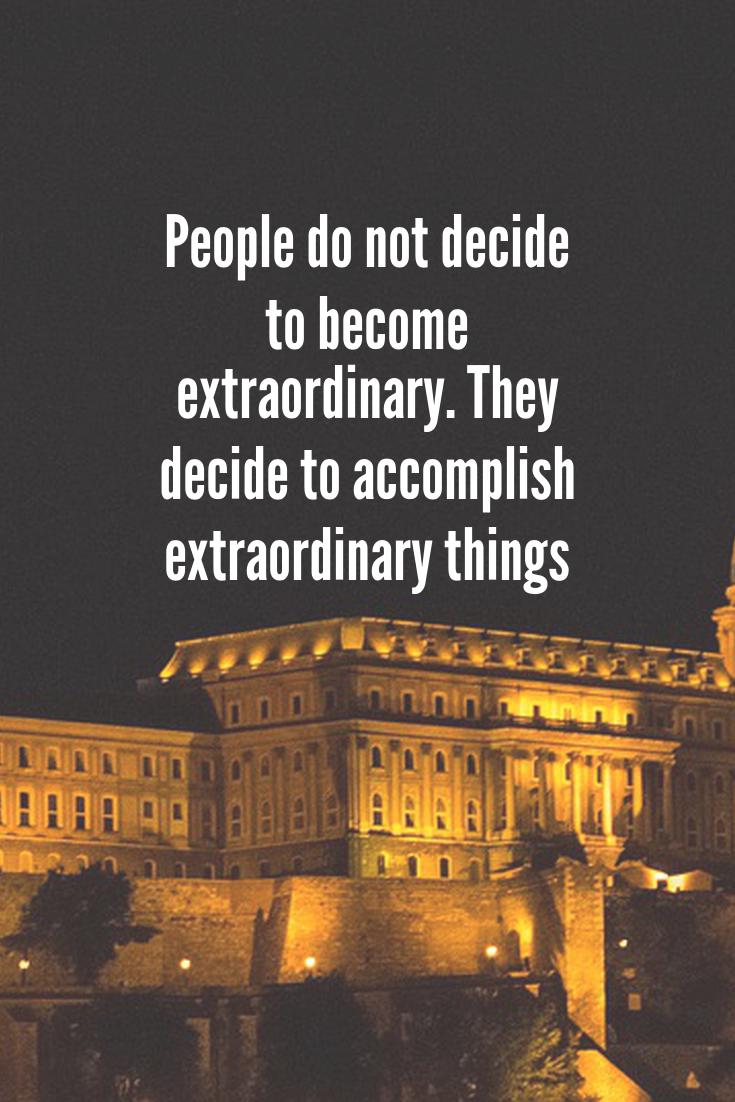 People do not decide
to become
extraordinary. They
decide to accomplish
extraordinary things